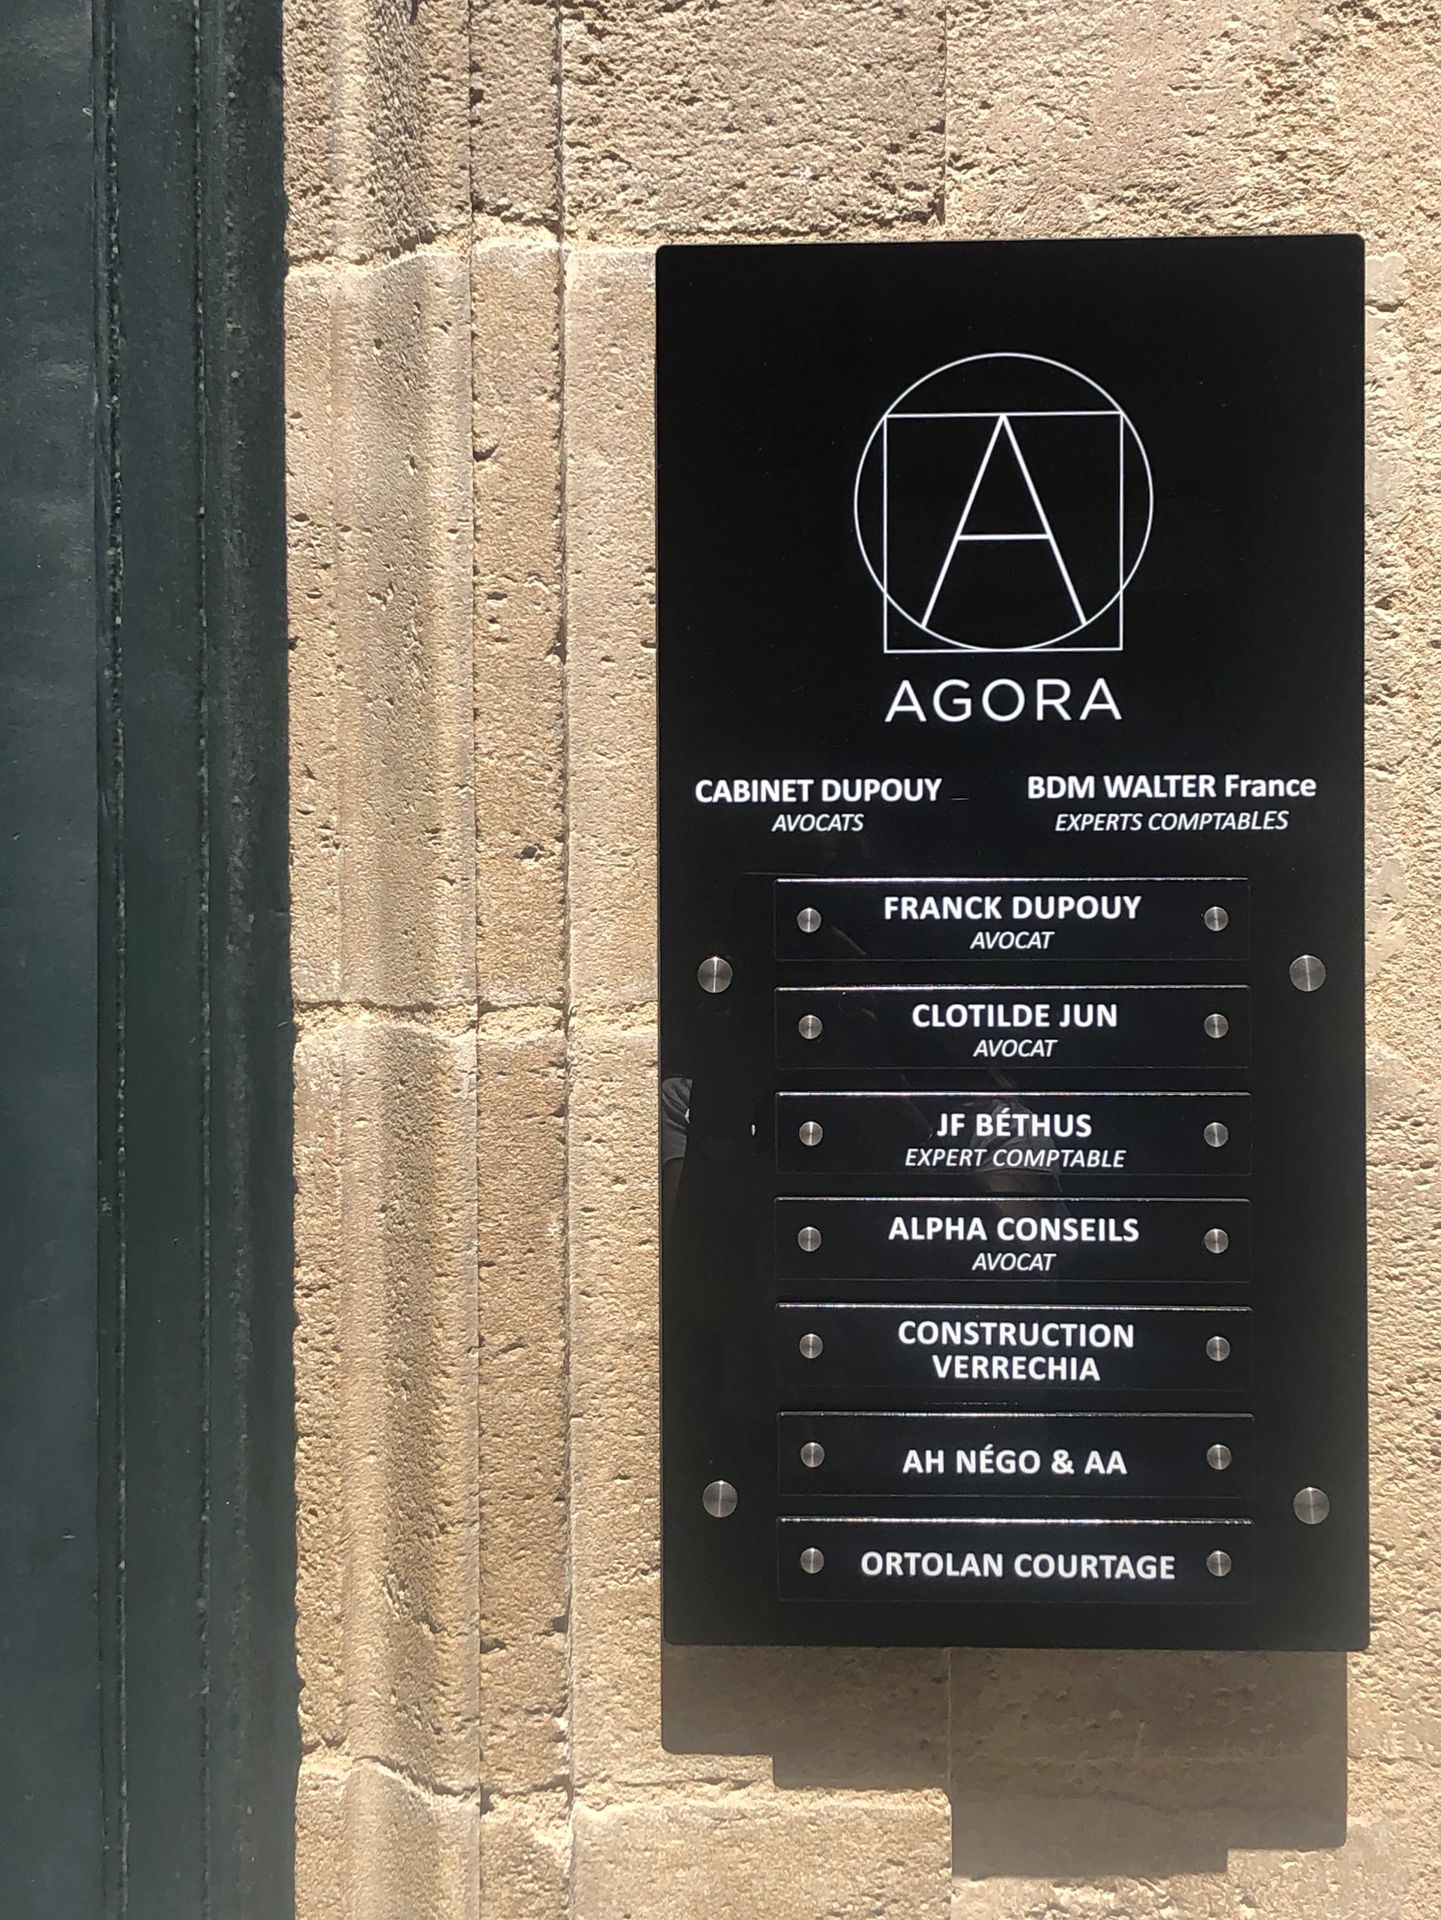 A
AGORA
CABINET DUPOUY
AVOCATS
BDM WALTER France
EXPERTS COMPTABLES
FRANCK DUPOUY
AVOCAT
CLOTILDE JUN
AVOCAT
JF BÉTHUS
EXPERT COMPTABLE
ALPHA CONSEILS
AVOCAT
CONSTRUCTION
VERRECHIA
AH NÉGO & AA
ORTOLAN COURTAGE